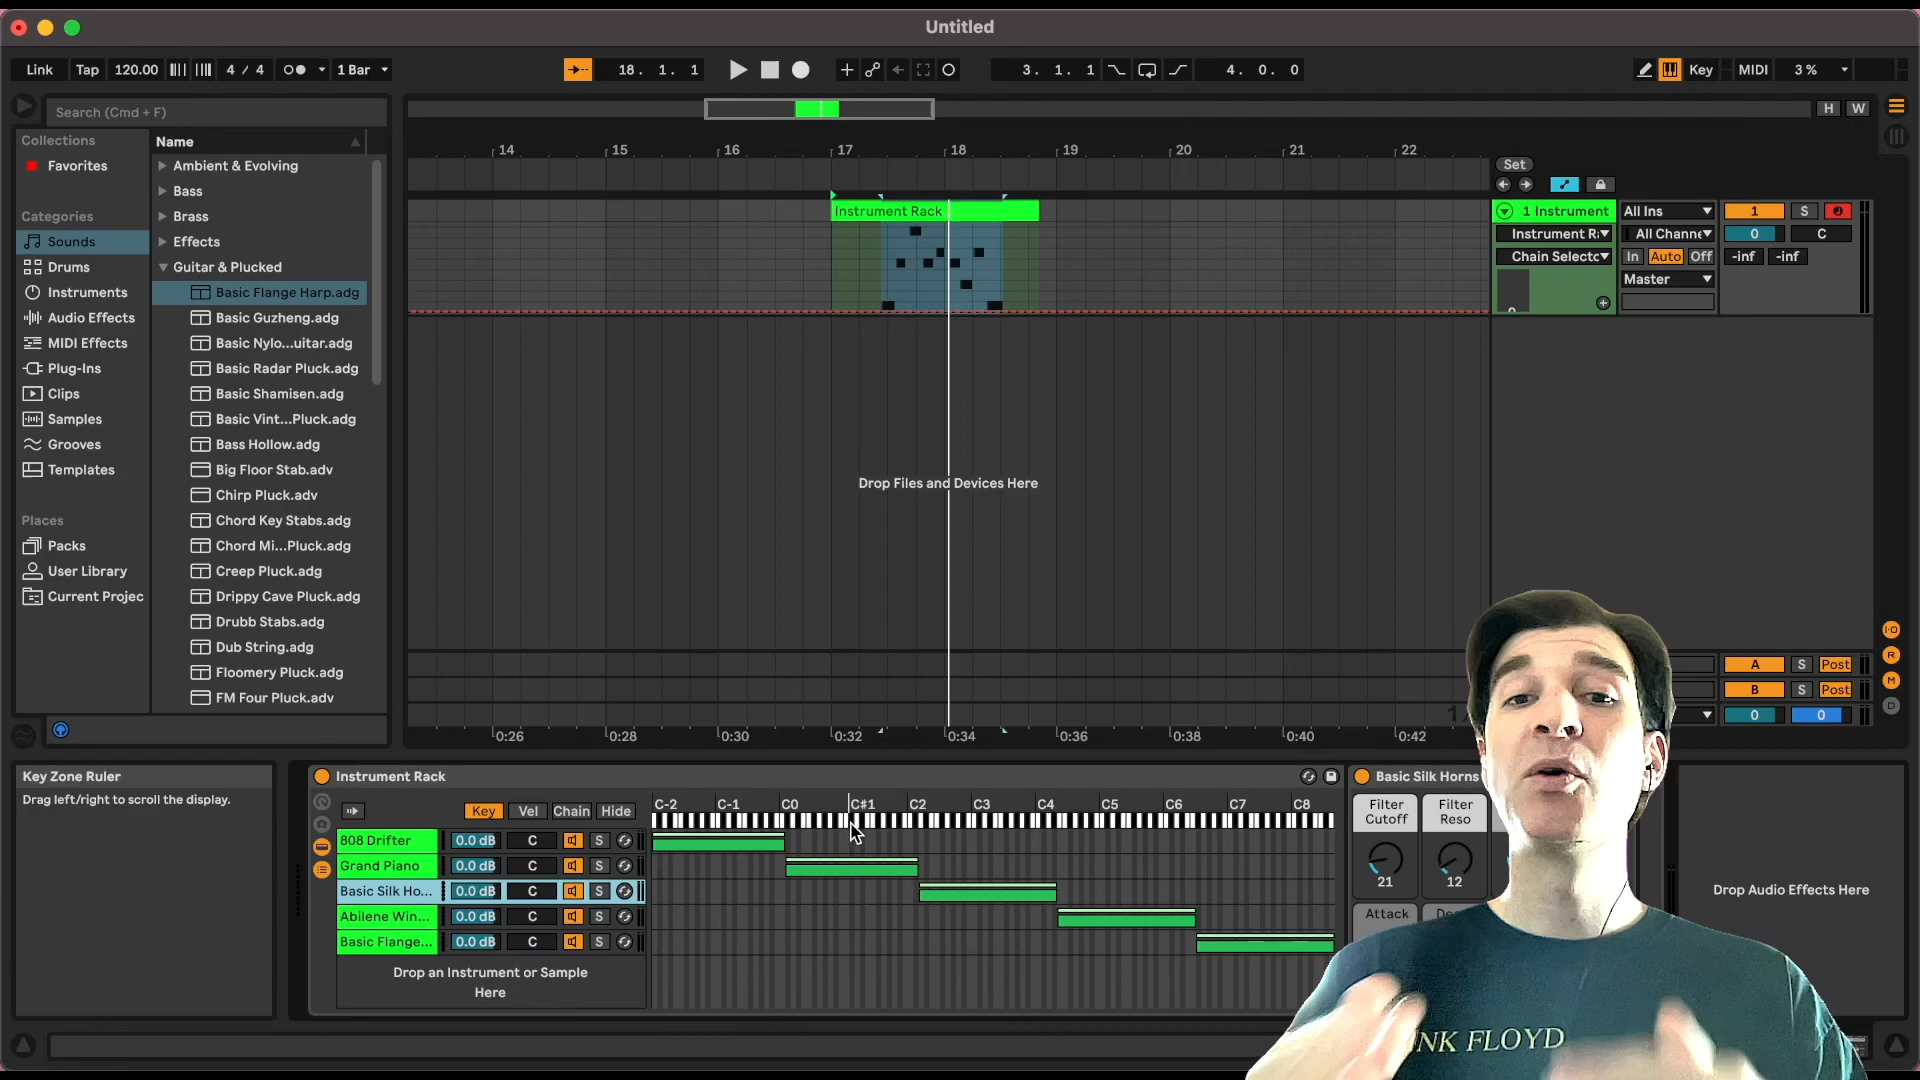 Untitled
Link Tap 120.00 4 / 4 1 Bar
18. 1. 1
3. 1. 1
4. 0. 0
Key MIDI 3 %
Search (Cmd + F)
H W
Collections
Favorites
Categories
Sounds
Drums
Instruments
Audio Effects
MIDI Effects
Plug-Ins
Clips
Samples
Grooves
Templates
Places
Packs
User Library
Current Projec
Name
Ambient & Evolving
Bass
Brass
Effects
Guitar & Plucked
Basic Flange Harp.adg
Basic Guzheng.adg
Basic Nylo...uitar.adg
Basic Radar Pluck.adg
Basic Shamisen.adg
Basic Vint...Pluck.adg
Bass Hollow.adg
Big Floor Stab.adv
Chirp Pluck.adv
Chord Key Stabs.adg
Chord Mi...Pluck.adg
Creep Pluck.adg
Drippy Cave Pluck.adg
Drubb Stabs.adg
Dub String.adg
Floomery Pluck.adg
FM Four Pluck.adv
14 15 16 17 18 19 20 21 22
Set
Instrument Rack
1 Instrument All Ins 1 S
All Channe 0 C
Chain Selecto In Auto Off -inf -inf
Master
Drop Files and Devices Here
A S Post
B S Post
0 0
0:26 0:28 0:30 0:32 0:34 0:36 0:38 0:40 0:42
I·O
R
M
D
Key Zone Ruler
Drag left/right to scroll the display.
Instrument Rack
Key Vel Chain Hide
C-2 C-1 C0 C#1 C2 C3 C4 C5 C6 C7 C8
808 Drifter 0.0 dB C S
Grand Piano 0.0 dB C S
Basic Silk Ho... 0.0 dB C S
Abilene Win... 0.0 dB C S
Basic Flange... 0.0 dB C S
Drop an Instrument or Sample
Here
Basic Silk Horns
Filter
Cutoff
Filter
Reso
21 12
Attack
Drop Audio Effects Here
NK FLOYD